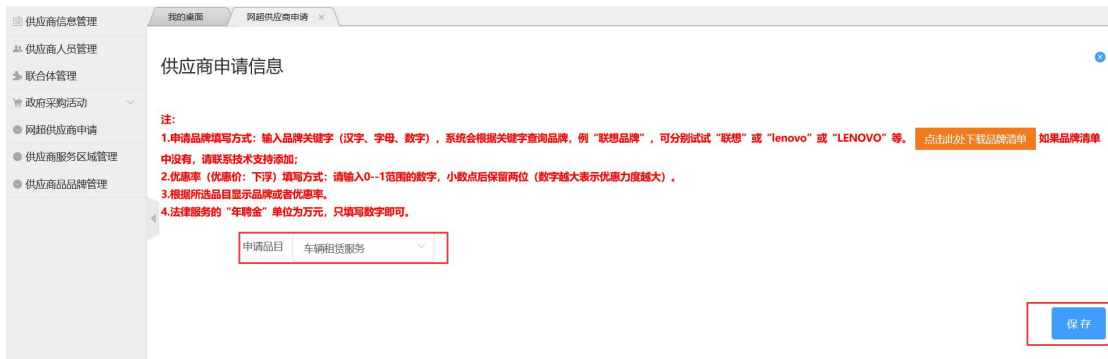 我的桌面 网超供应商申请 ×
供应商信息管理
供应商人员管理
联合体管理
政府采购活动
网超供应商申请
供应商服务区域管理
供应商品品牌管理
供应商申请信息
注：
1.申请品牌填写方式：输入品牌关键字（汉字、字母、数字），系统会根据关键字查询品牌，例“联想品牌”，可分别试试“联想”或“lenovo”或“LENOVO”等。 点击此处下载品牌清单 如果品牌清单
中没有，请联系技术支持添加；
2.优惠率（优惠价：下浮）填写方式：请输入0--1范围的数字，小数点后保留两位（数字越大表示优惠力度越大）。
3.根据所选品目显示品牌或者优惠率。
4.法律服务的“年聘金”单位为万元，只填写数字即可。
申请品目 车辆租赁服务
保存